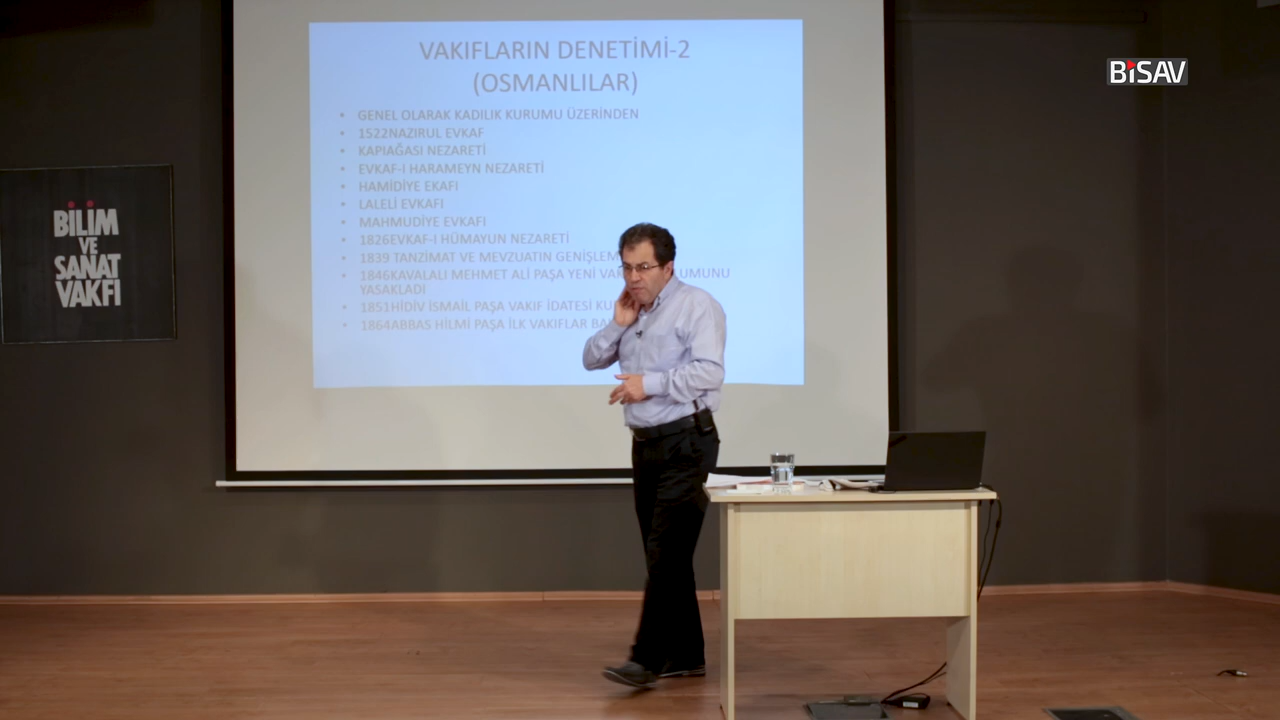 VAKIFLARIN DENETİMİ-2
(OSMANLILAR)
• GENEL OLARAK KADILIK KURUMU ÜZERİNDEN
• 1522NAZIRUL EVKAF
• KAPIAĞASI NEZARETİ
• EVKAF-I HARAMEYN NEZARETİ
• HAMİDİYE EKAFI
• LALELİ EVKAFI
• MAHMUDİYE EVKAFI
• 1826EVKAF-I HÜMAYUN NEZARETİ
• 1839 TANZİMAT VE MEVZUATIN
• 1846KAVALALI MEHMET ALİ PAŞA YENİ
YASAKLADI
• 1851HİDİV İSMAİL PAŞA VAKIF İDATESİ
• 1864ABBAS HİLMİ PAŞA İLK VAKIFLAR
BİSAV
BİLİM
VE
SANAT
VAKFI